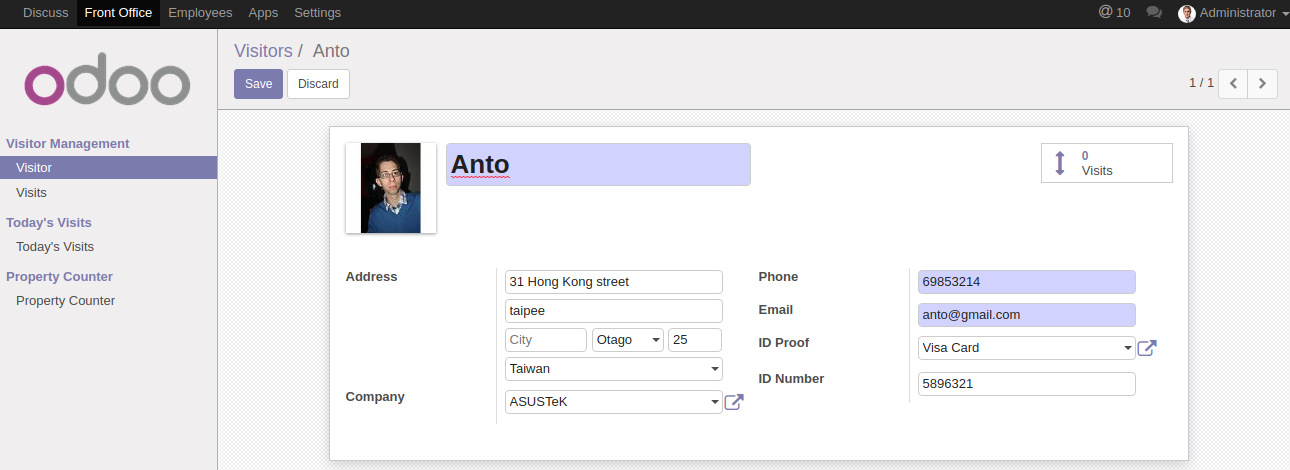 Discuss Front Office Employees Apps Settings @ 10 Administrator
odoo
Visitors / Anto
Save Discard 1 / 1
Visitor Management
Visitor
Visits
Today's Visits
Today's Visits
Property Counter
Property Counter
Anto
0
Visits
Address
31 Hong Kong street
taipee
City Otago 25
Taiwan
Company ASUSTeK
Phone 69853214
Email anto@gmail.com
ID Proof Visa Card
ID Number 5896321